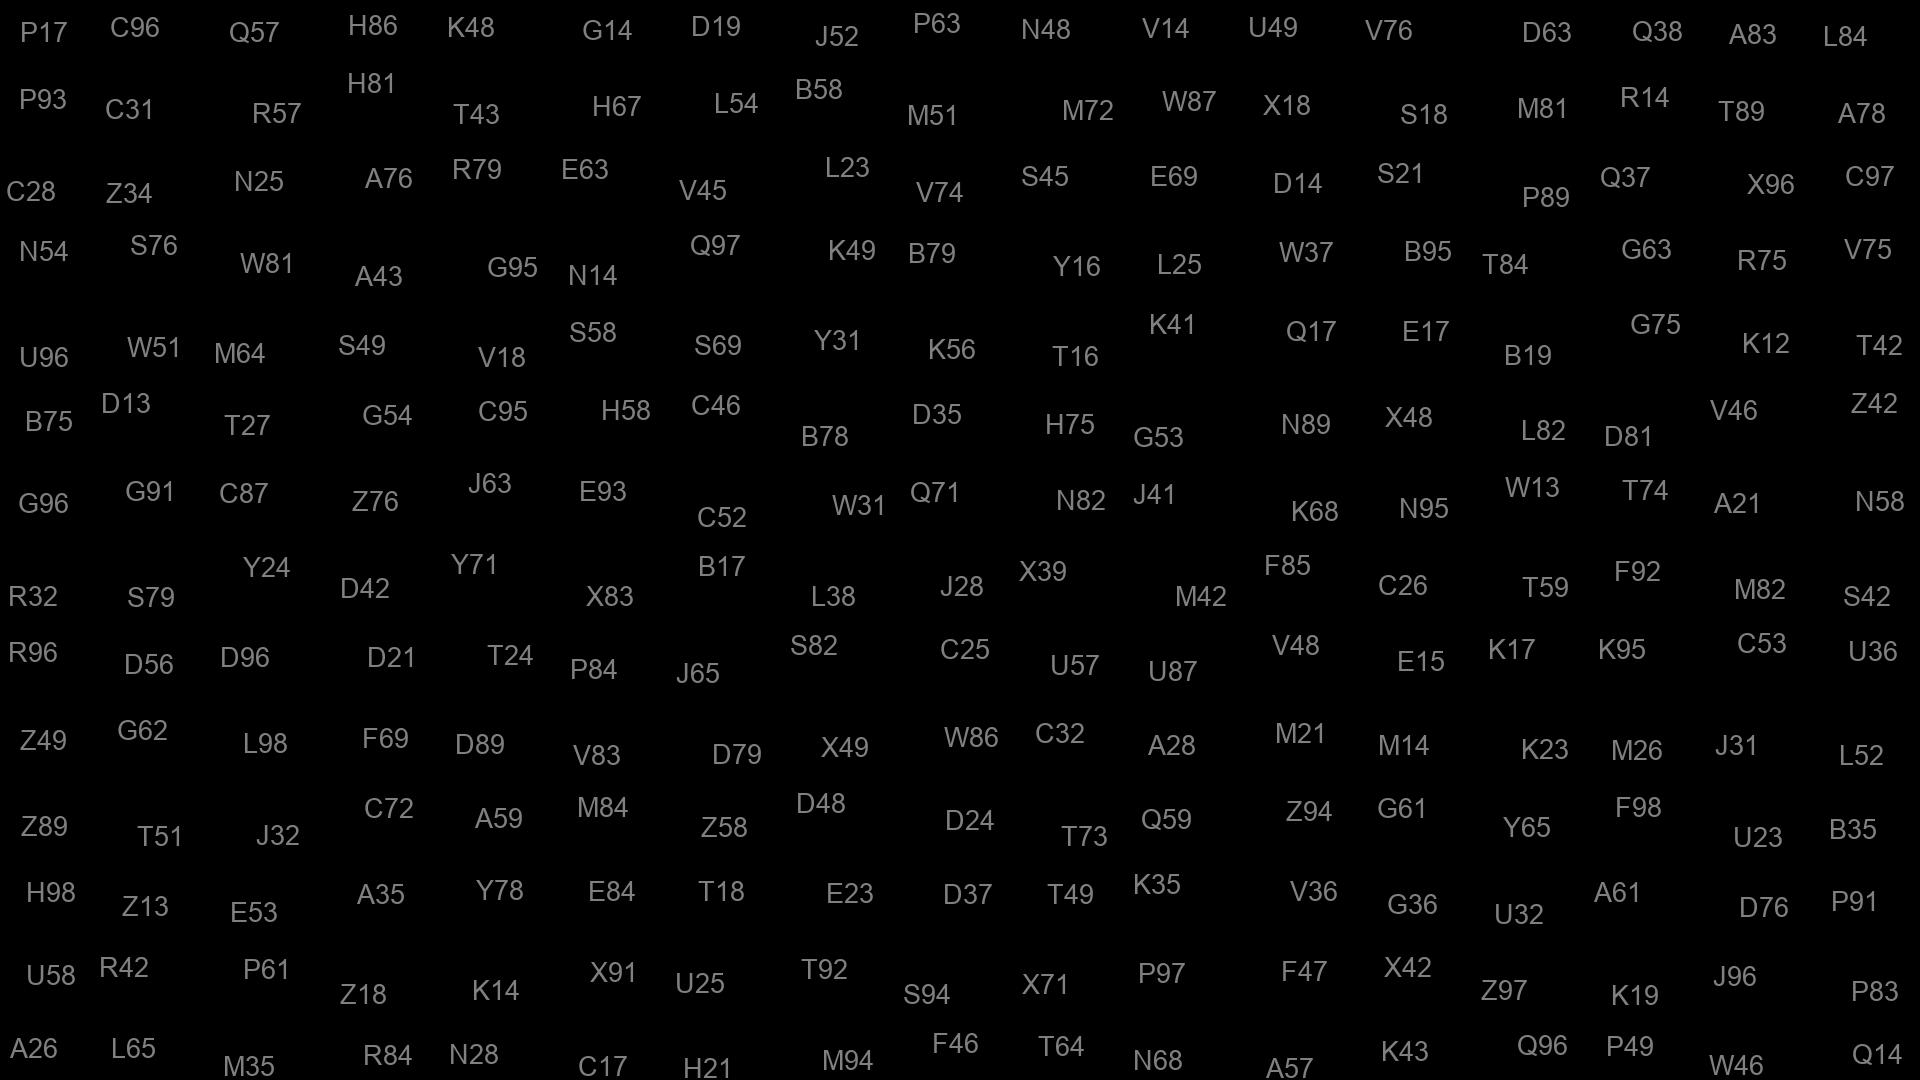 P17 C96 Q57 H86 K48 G14 D19 J52 P63 N48 V14 U49 V76 D63 Q38 A83 L84
P93 C31 R57 H81 T43 H67 L54 B58 M51 M72 W87 X18 S18 M81 R14 T89 A78
C28 Z34 N25 A76 R79 E63 V45 L23 V74 S45 E69 D14 S21 P89 Q37 X96 C97
N54 S76 W81 A43 G95 N14 Q97 K49 B79 Y16 L25 W37 B95 T84 G63 R75 V75
U96 W51 M64 S49 V18 S58 S69 Y31 K56 T16 K41 Q17 E17 B19 G75 K12 T42
B75 D13 T27 G54 C95 H58 C46 B78 D35 H75 G53 N89 X48 L82 D81 V46 Z42
G96 G91 C87 Z76 J63 E93 C52 W31 Q71 N82 J41 K68 N95 W13 T74 A21 N58
R32 S79 Y24 D42 Y71 X83 B17 L38 J28 X39 M42 F85 C26 T59 F92 M82 S42
R96 D56 D96 D21 T24 P84 J65 S82 C25 U57 U87 V48 E15 K17 K95 C53 U36
Z49 G62 L98 F69 D89 V83 D79 X49 W86 C32 A28 M21 M14 K23 M26 J31 L52
Z89 T51 J32 C72 A59 M84 Z58 D48 D24 T73 Q59 Z94 G61 Y65 F98 U23 B35
H98 Z13 E53 A35 Y78 E84 T18 E23 D37 T49 K35 V36 G36 U32 A61 D76 P91
U58 R42 P61 Z18 K14 X91 U25 T92 S94 X71 P97 F47 X42 Z97 K19 J96 P83
A26 L65 M35 R84 N28 C17 H21 M94 F46 T64 N68 A57 K43 Q96 P49 W46 Q14